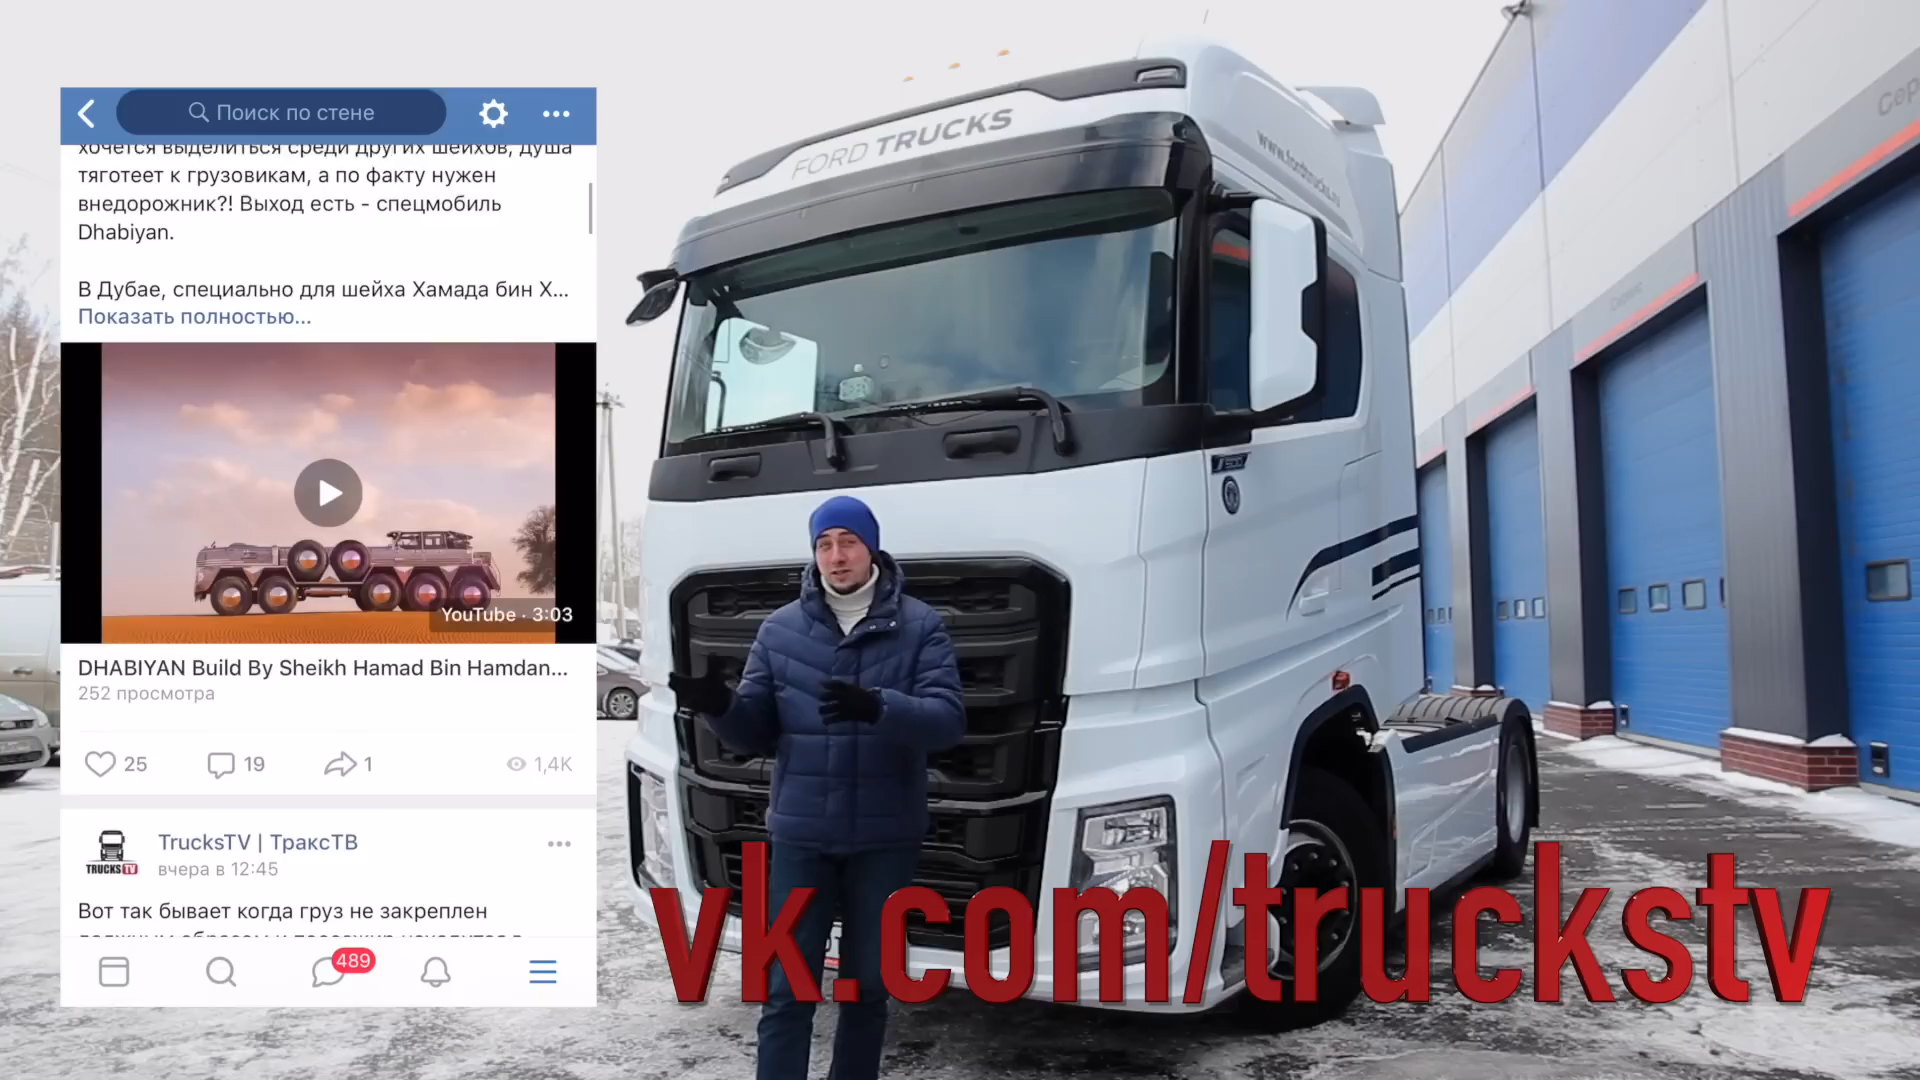 Поиск по стене
хочется выделиться среди других шейхов, душа
тяготеет к грузовикам, а по факту нужен
внедорожник?! Выход есть - спецмобиль
Dhabiyan.
В Дубае, специально для шейха Хамада бин Х...
Показать полностью...
YouTube · 3:03
DHABIYAN Build By Sheikh Hamad Bin Hamdan...
252 просмотра
25
19
1
1,4K
TRUCKSTV
TrucksTV | ТраксТВ
вчера в 12:45
Вот так бывает когда груз не закреплен
489
FORD TRUCKS
www.fordtrucks.ru
500
Сервис
vk.com/truckstv